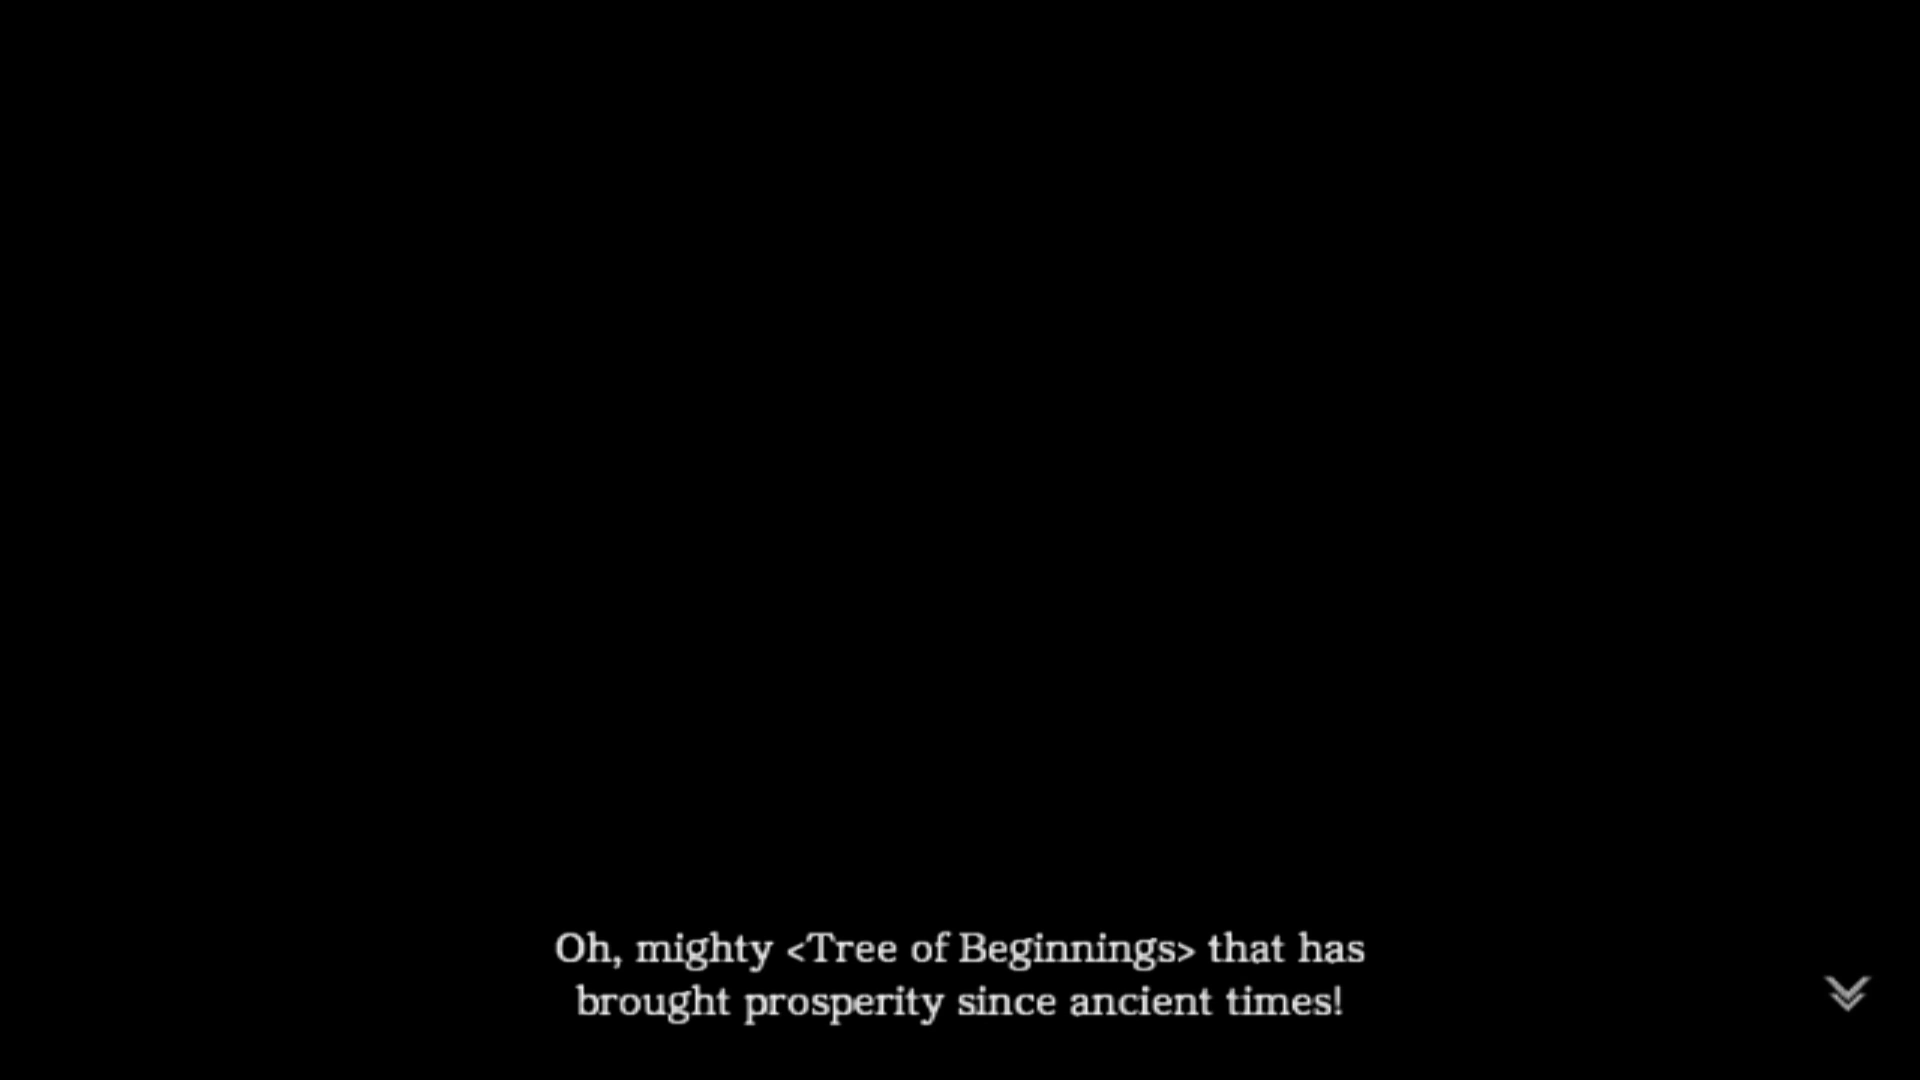 Oh, mighty <Tree of Beginnings> that has
brought prosperity since ancient times!